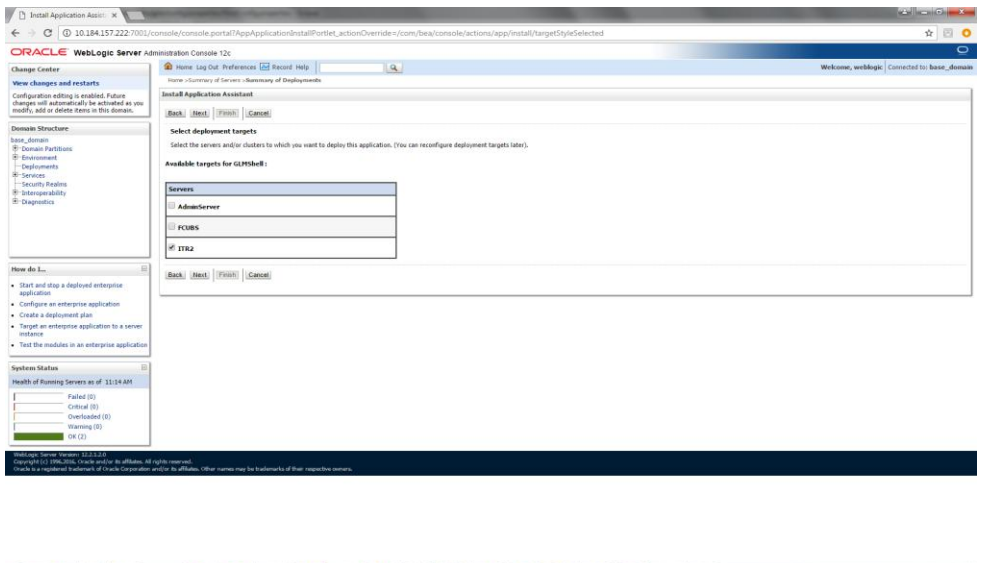 Install Application Assist
10.184.157.222:7001/console/console.portal?AppApplicationInstallPortlet_actionOverride=/com/bea/console/actions/app/install/targetStyleSelected
ORACLE WebLogic Server Administration Console 12c
Change Center
View changes and restarts
Configuration editing is enabled. Future
changes will automatically be activated as you
modify, add or delete items in this domain.
Domain Structure
base_domain
Domain Partitions
Environment
Deployments
Services
Security Realms
Interoperability
Diagnostics
How do I...
Start and stop a deployed enterprise
application
Configure an enterprise application
Create a deployment plan
Target an enterprise application to a server
instance
Test the modules in an enterprise application
System Status
Health of Running Servers as of 11:14 AM
Failed (0)
Critical (0)
Overloaded (0)
Warning (0)
OK (2)
Home Log Out Preferences Record Help
Welcome, weblogic Connected to: base_domain
Home >Summary of Servers >Summary of Deployments
Install Application Assistant
Back Next Finish Cancel
Select deployment targets
Select the servers and/or clusters to which you want to deploy this application. (You can reconfigure deployment targets later).
Available targets for GLMShell :
Servers
AdminServer
FCUBS
ITR2
Back Next Finish Cancel
WebLogic Server Version: 12.2.1.2.0
Copyright (c) 1996,2016, Oracle and/or its affiliates. All rights reserved.
Oracle is a registered trademark of Oracle Corporation and/or its affiliates. Other names may be trademarks of their respective owners.